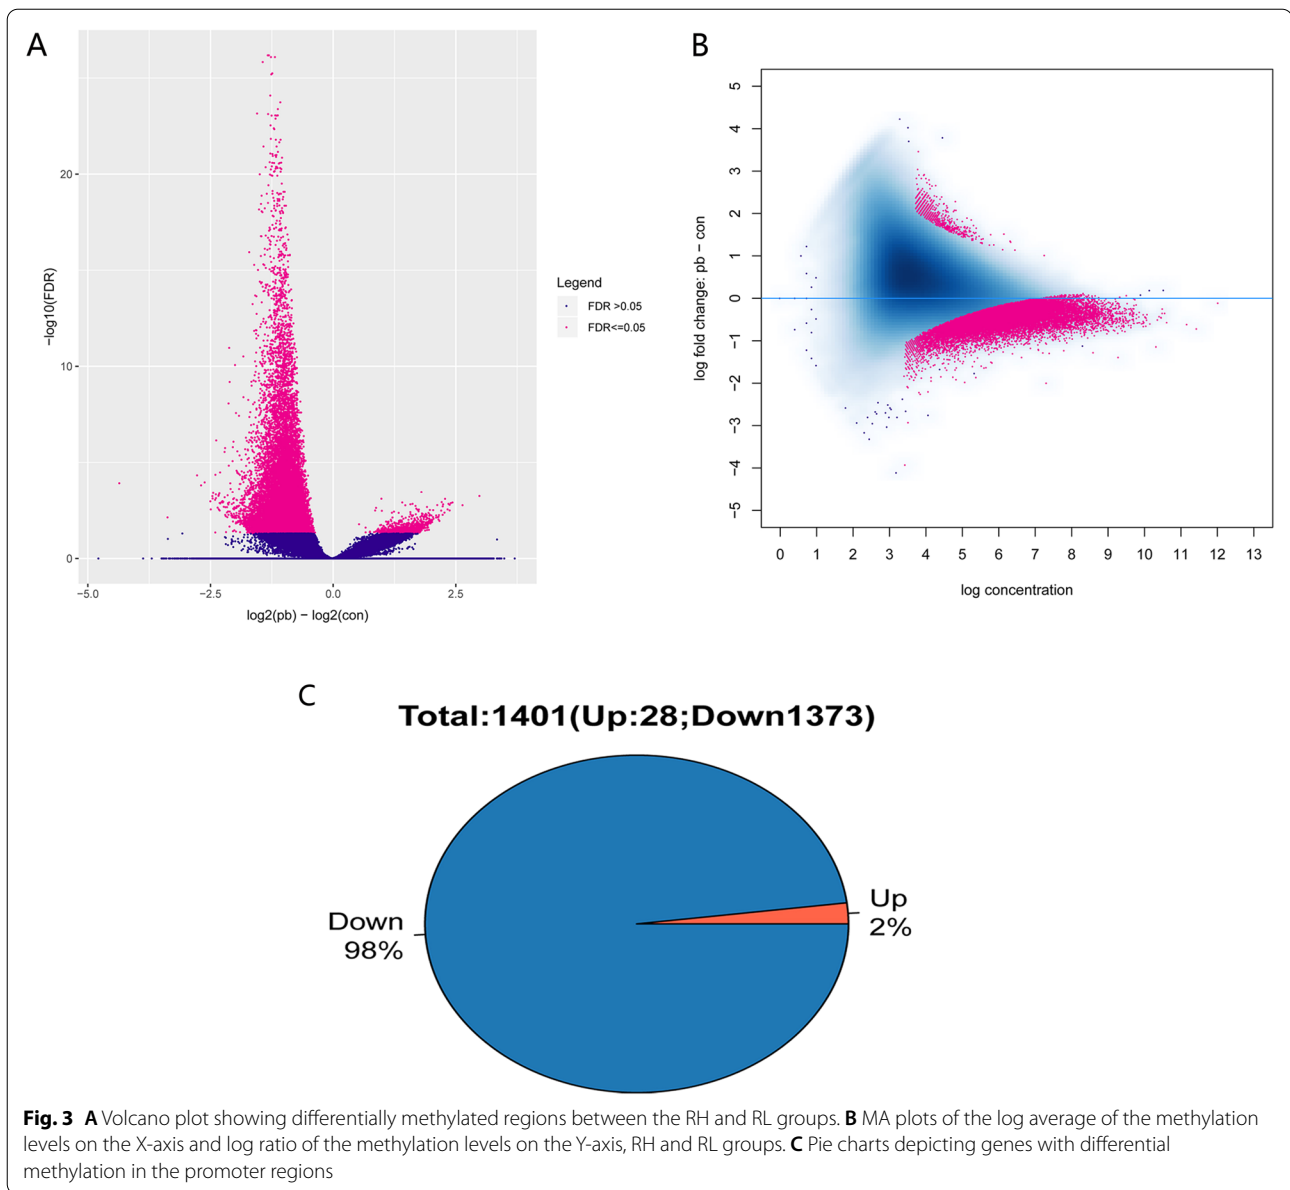 A
20
10
0
−5.0
−2.5
0.0
2.5
−log10(FDR)
log2(pb) − log2(con)
Legend
FDR >0.05
FDR<=0.05
B
5
4
3
2
1
0
−1
−2
−3
−4
−5
log fold change: pb − con
0 1 2 3 4 5 6 7 8 9 10 11 12 13
log concentration
C
Total:1401(Up:28;Down1373)
Down
98%
Up
2%
Fig. 3 A Volcano plot showing differentially methylated regions between the RH and RL groups. B MA plots of the log average of the methylation
levels on the X-axis and log ratio of the methylation levels on the Y-axis, RH and RL groups. C Pie charts depicting genes with differential
methylation in the promoter regions